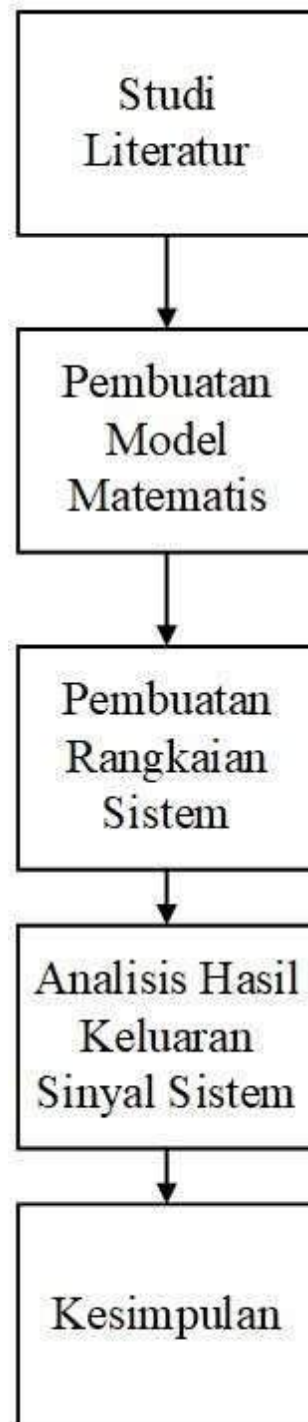 Studi
Literatur
Pembuatan
Model
Matematis
Pembuatan
Rangkaian
Sistem
Analisis Hasil
Keluaran
Sinyal Sistem
Kesimpulan